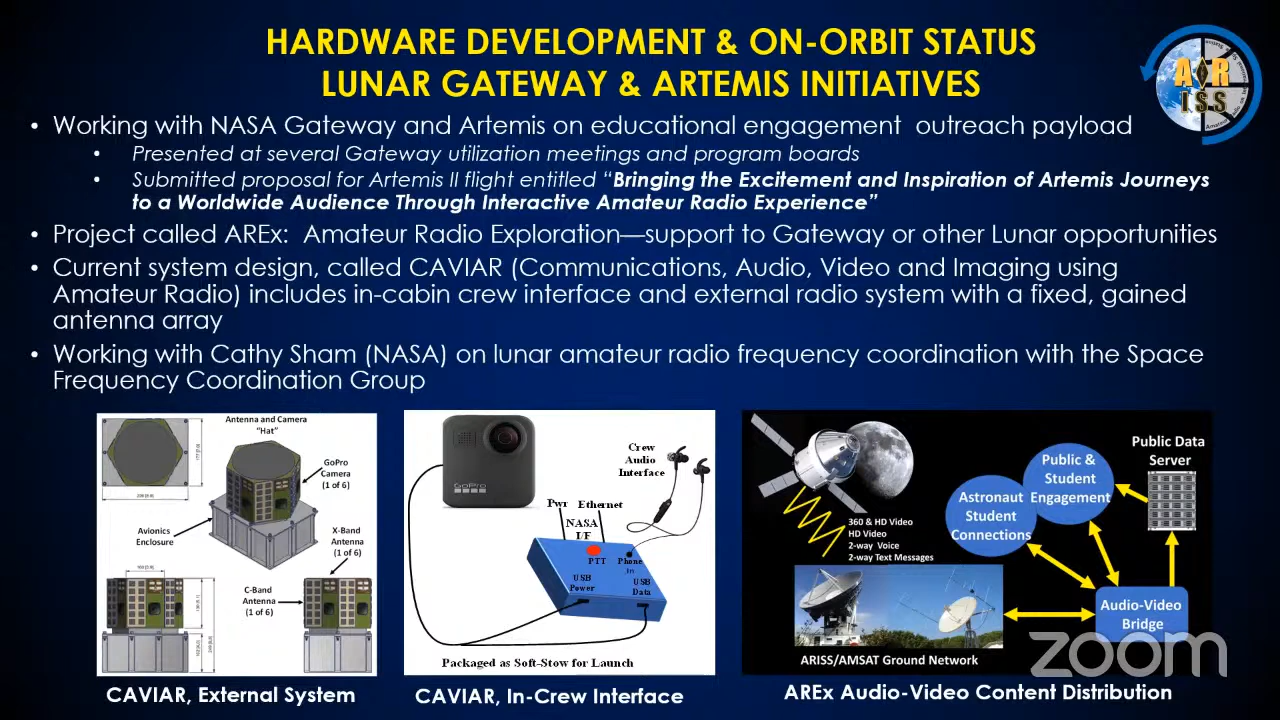 HARDWARE DEVELOPMENT & ON-ORBIT STATUS
LUNAR GATEWAY & ARTEMIS INITIATIVES
A R
I S S
• Working with NASA Gateway and Artemis on educational engagement outreach payload
• Presented at several Gateway utilization meetings and program boards
• Submitted proposal for Artemis II flight entitled “Bringing the Excitement and Inspiration of Artemis Journeys
to a Worldwide Audience Through Interactive Amateur Radio Experience”
• Project called AREx: Amateur Radio Exploration—support to Gateway or other Lunar opportunities
• Current system design, called CAVIAR (Communications, Audio, Video and Imaging using
Amateur Radio) includes in-cabin crew interface and external radio system with a fixed, gained
antenna array
• Working with Cathy Sham (NASA) on lunar amateur radio frequency coordination with the Space
Frequency Coordination Group
Antenna and Camera
“Hat”
GoPro
Camera
(1 of 6)
Avionics
Enclosure
X-Band
Antenna
(1 of 6)
C-Band
Antenna
(1 of 6)
CAVIAR, External System
GoPro
Crew
Audio
Interface
Pwr Ethernet
NASA
I/F
PTT
Phone
in
USB
Power
USB
Data
Packaged as Soft-Stow for Launch
CAVIAR, In-Crew Interface
360 & HD Video
HD Video
2-way Voice
2-way Text Messages
Astronaut
Student
Connections
Public &
Student
Engagement
Public Data
Server
Audio-Video
Bridge
ARISS/AMSAT Ground Network
AREx Audio-Video Content Distribution
zoom